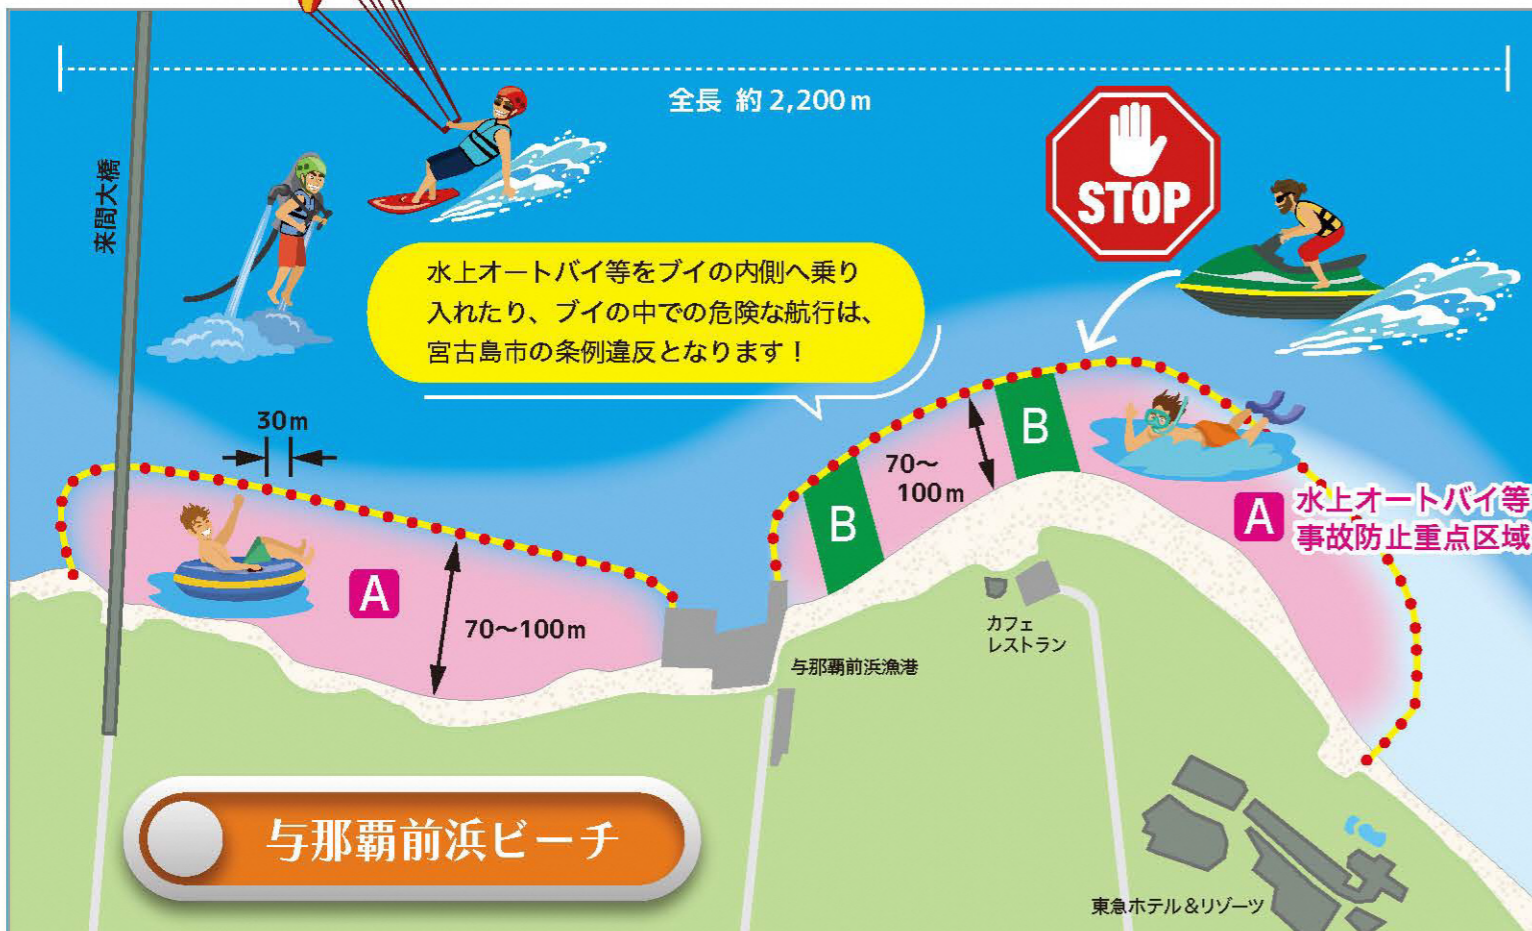 全長 約2,200m
来間大橋
STOP
水上オートバイ等をブイの内側へ乗り
入れたり、ブイの中での危険な航行は、
宮古島市の条例違反となります！
30m
B
70〜
100m
B
A
水上オートバイ等
事故防止重点区域
A
70〜100m
カフェ
レストラン
与那覇前浜漁港
与那覇前浜ビーチ
東急ホテル&リゾーツ